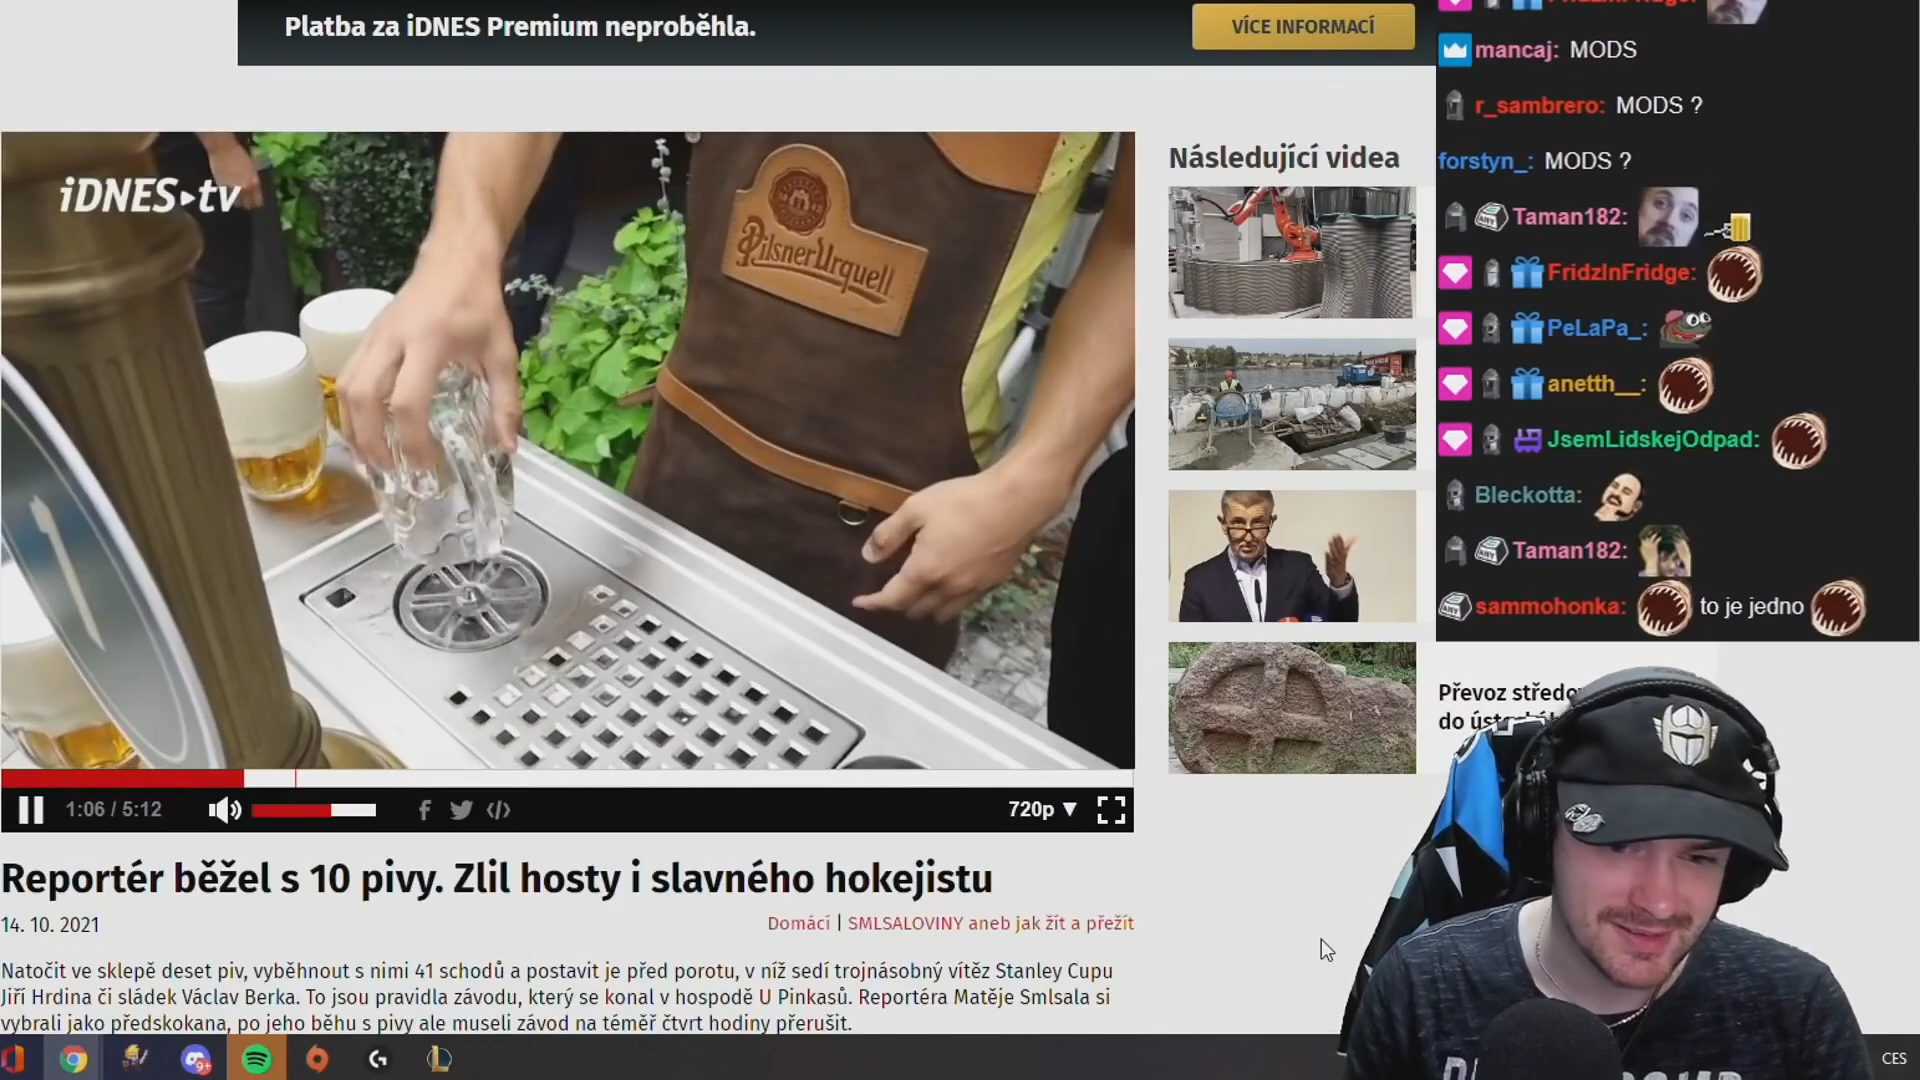 Platba za iDNES Premium neproběhla.
VÍCE INFORMACÍ
iDNES tv
Pilsner Urquell
1:06 / 5:12
720p
Následující videa
Reportér běžel s 10 pivy. Zlil hosty i slavného hokejistu
14. 10. 2021
Domácí | SMLSALOVINY aneb jak žít a přežít
Natočit ve sklepě deset piv, vyběhnout s nimi 41 schodů a postavit je před porotu, v níž sedí trojnásobný vítěz Stanley Cupu
Jiří Hrdina či sládek Václav Berka. To jsou pravidla závodu, který se konal v hospodě U Pinkasů. Reportéra Matěje Smlsala si
vybrali jako předskokana, po jeho běhu s pivy ale museli závod na téměř čtvrt hodiny přerušit.
mancaj: MODS
r_sambrero: MODS ?
forstyn_: MODS ?
Taman182:
FridzInFridge:
PeLaPa_:
anetth__:
JsemLidskejOdpad:
Bleckotta:
Taman182:
sammohonka: to je jedno
Převoz
do
9+
CES